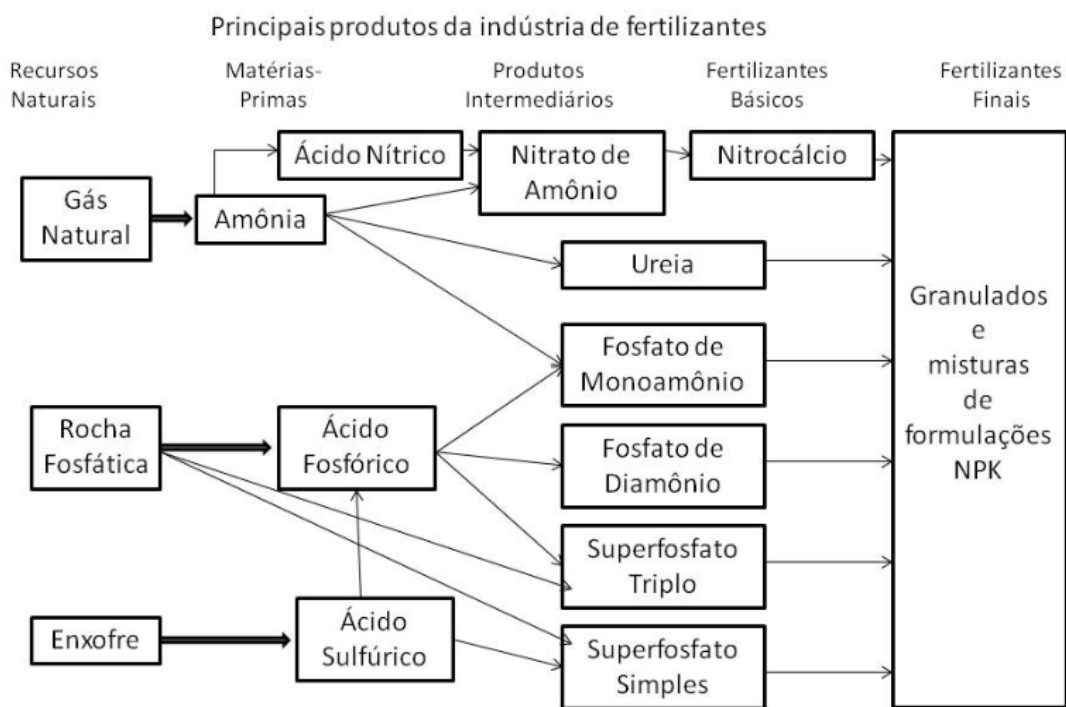 Principais produtos da indústria de fertilizantes
Recursos
Naturais
Matérias-
Primas
Produtos
Intermediários
Fertilizantes
Básicos
Fertilizantes
Finais
Ácido Nítrico
Nitrato de
Amônio
Nitrocálcio
Gás
Natural
Amônia
Ureia
Fosfato de
Monoamônio
Rocha
Fosfática
Ácido
Fosfórico
Fosfato de
Diamônio
Superfosfato
Triplo
Enxofre
Ácido
Sulfúrico
Superfosfato
Simples
Granulados
e
misturas
de
formulações
NPK